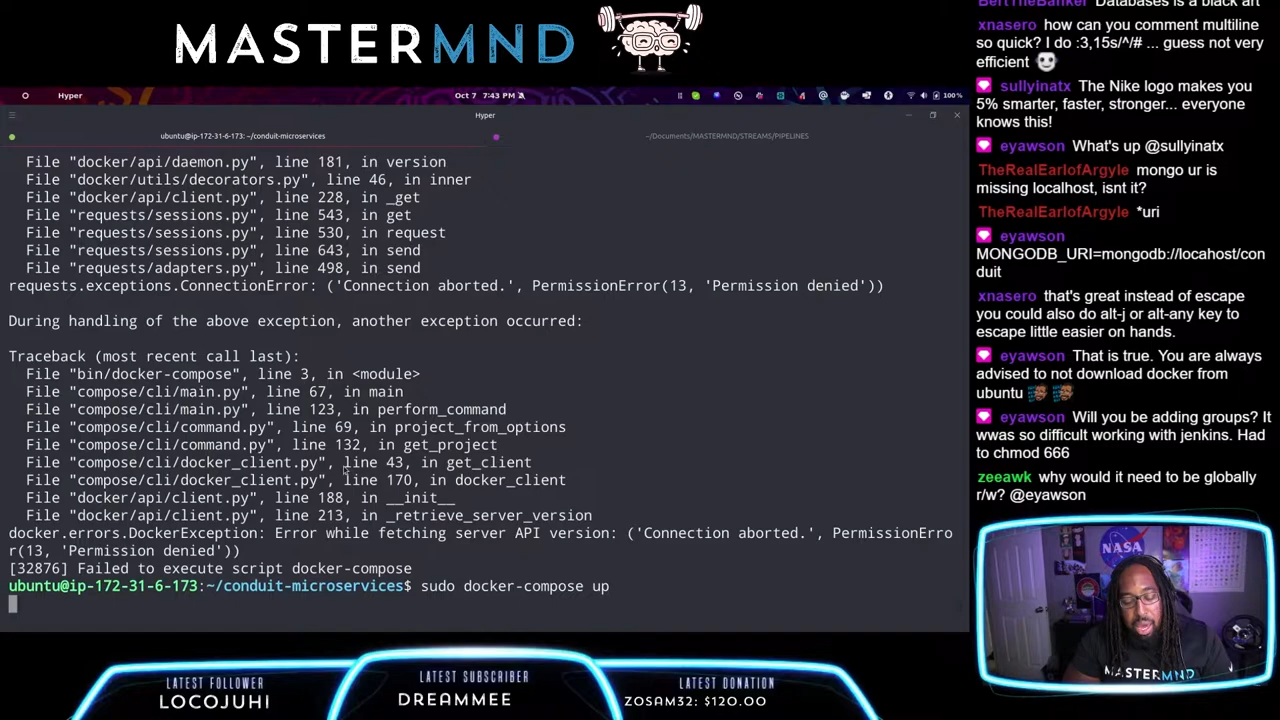 MASTERMND
Hyper
Oct 7 7:43 PM
100%
Hyper
ubuntu@ip-172-31-6-173: ~/conduit-microservices
~/Documents/MASTERMND/STREAMS/PIPELINES
File "docker/api/daemon.py", line 181, in version
File "docker/utils/decorators.py", line 46, in inner
File "docker/api/client.py", line 228, in _get
File "requests/sessions.py", line 543, in get
File "requests/sessions.py", line 530, in request
File "requests/sessions.py", line 643, in send
File "requests/adapters.py", line 498, in send
requests.exceptions.ConnectionError: ('Connection aborted.', PermissionError(13, 'Permission denied'))
During handling of the above exception, another exception occurred:
Traceback (most recent call last):
File "bin/docker-compose", line 3, in <module>
File "compose/cli/main.py", line 67, in main
File "compose/cli/main.py", line 123, in perform_command
File "compose/cli/command.py", line 69, in project_from_options
File "compose/cli/command.py", line 132, in get_project
File "compose/cli/docker_client.py", line 43, in get_client
File "compose/cli/docker_client.py", line 170, in docker_client
File "docker/api/client.py", line 188, in __init__
File "docker/api/client.py", line 213, in _retrieve_server_version
docker.errors.DockerException: Error while fetching server API version: ('Connection aborted.', PermissionErro
r(13, 'Permission denied'))
[32876] Failed to execute script docker-compose
ubuntu@ip-172-31-6-173:~/conduit-microservices$ sudo docker-compose up
BertTheBanker Databases is a black art
xnasero how can you comment multiline
so quick? I do :3,15s/^/# ... guess not very
efficient
sullyinatx The Nike logo makes you
5% smarter, faster, stronger... everyone
knows this!
eyawson What's up @sullyinatx
TheRealEarlofArgyle mongo ur is
missing localhost, isnt it?
TheRealEarlofArgyle *uri
eyawson
MONGODB_URI=mongodb://locahost/con
duit
xnasero that's great instead of escape
you could also do alt-j or alt-any key to
escape little easier on hands.
eyawson That is true. You are always
advised to not download docker from
ubuntu
eyawson Will you be adding groups? It
wwas so difficult working with jenkins. Had
to chmod 666
zeeawk why would it need to be globally
r/w? @eyawson
NASA
MASTERMND
LATEST FOLLOWER
LOCOJUHI
LATEST SUBSCRIBER
DREAMMEE
LATEST DONATION
ZOSAM32: $120.00